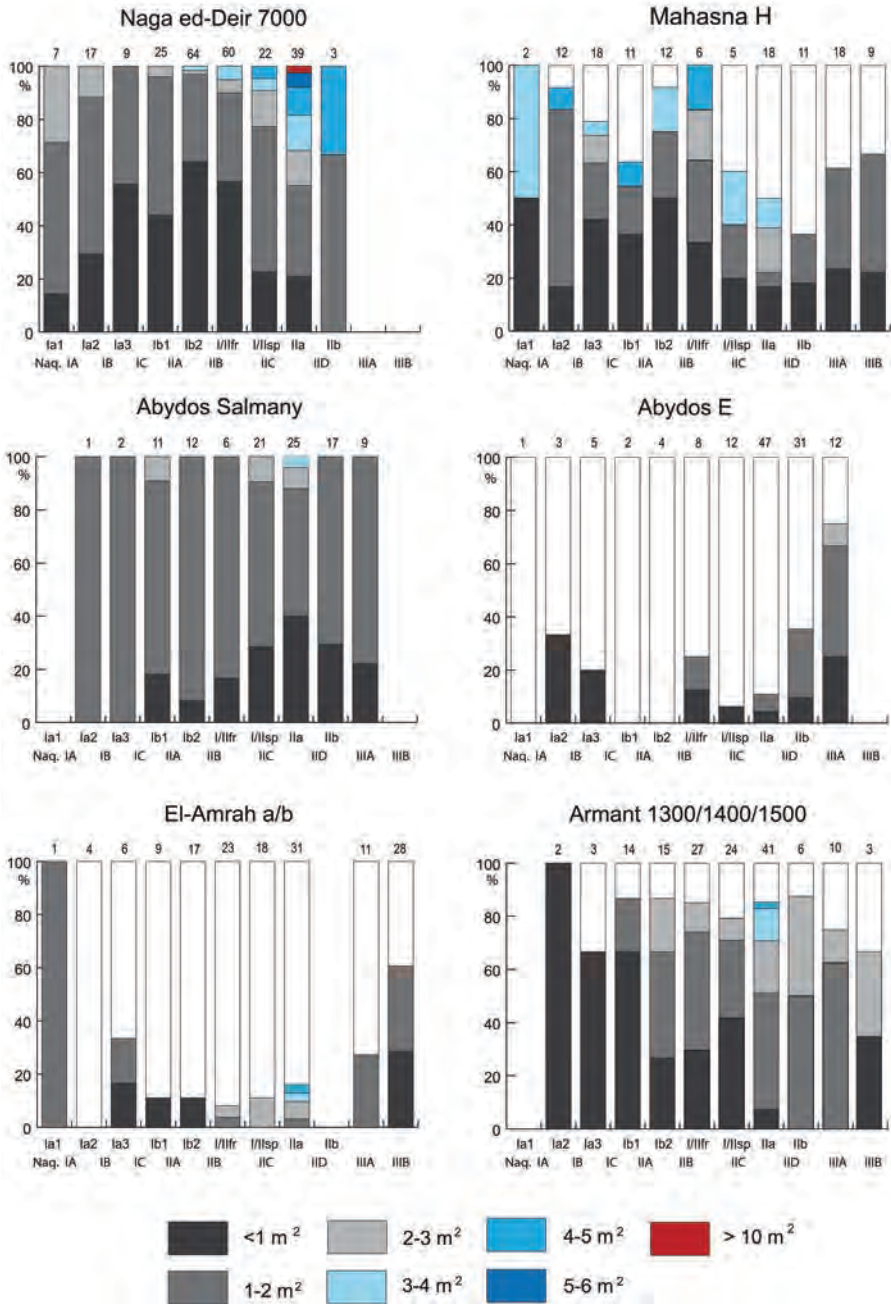 Naga ed-Deir 7000
7 17 9 25 64 60 22 39 3
100
%
80
60
40
20
0
Ia1 Ia2 Ia3 Ib1 Ib2 I/IIfr I/IIsp IIa IIb
Naq. IA IB IC IIA IIB IIC IID IIIA IIIB
Mahasna H
2 12 18 11 12 6 5 18 11 18 9
100
%
80
60
40
20
0
Ia1 Ia2 Ia3 Ib1 Ib2 I/IIfr I/IIsp IIa IIb
Naq. IA IB IC IIA IIB IIC IID IIIA IIIB
Abydos Salmany
1 2 11 12 6 21 25 17 9
100
%
80
60
40
20
0
Ia1 Ia2 Ia3 Ib1 Ib2 I/IIfr I/IIsp IIa IIb IIIA
Naq. IA IB IC IIA IIB IIC IID IIIB
Abydos E
1 3 5 2 4 8 12 47 31 12
100
%
80
60
40
20
0
Ia1 Ia2 Ia3 Ib1 Ib2 I/IIfr I/IIsp IIa IIb
Naq. IA IB IC IIA IIB IIC IID IIIA IIIB
El-Amrah a/b
1 4 6 9 17 23 18 31 11 28
100
%
80
60
40
20
0
Ia1 Ia2 Ia3 Ib1 Ib2 I/IIfr I/IIsp IIa IIb
Naq. IA IB IC IIA IIB IIC IID IIIA IIIB
Armant 1300/1400/1500
2 3 14 15 27 24 41 6 10 3
100
%
80
60
40
20
0
Ia1 Ia2 Ia3 Ib1 Ib2 I/IIfr I/IIsp IIa IIb
Naq. IA IB IC IIA IIB IIC IID IIIA IIIB
<1 m² 2-3 m² 4-5 m² > 10 m²
1-2 m² 3-4 m² 5-6 m²